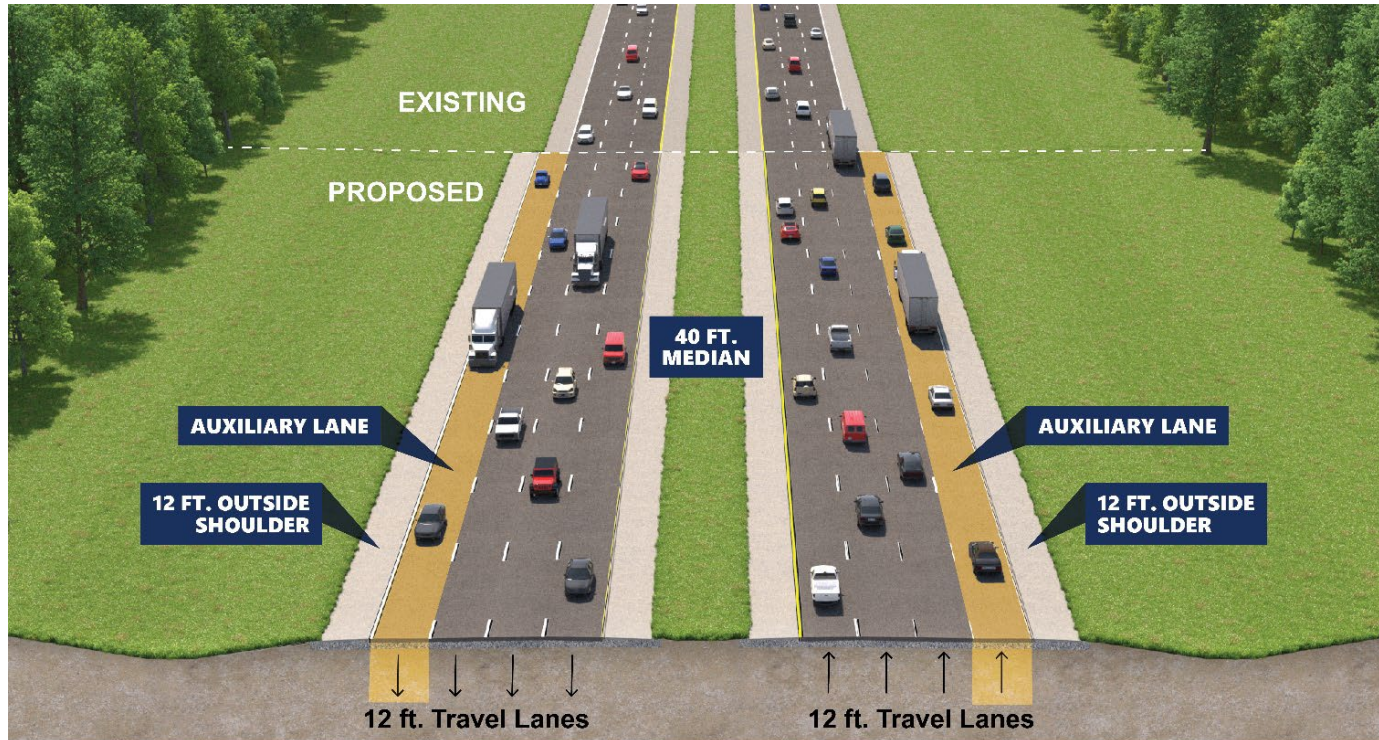 EXISTING
PROPOSED
40 FT.
MEDIAN
AUXILIARY LANE
AUXILIARY LANE
12 FT. OUTSIDE
SHOULDER
12 FT. OUTSIDE
SHOULDER
12 ft. Travel Lanes
12 ft. Travel Lanes